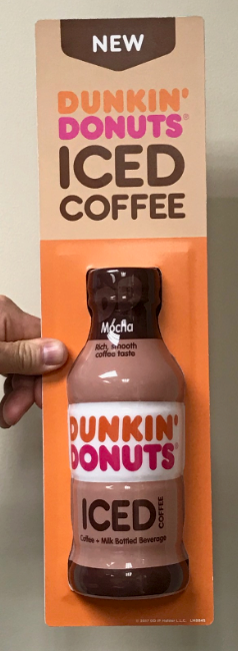 NEW
DUNKIN'
DONUTS®
ICED
COFFEE
Mocha
Rich, smooth
coffee taste
DUNKIN'
DONUTS®
ICED COFFEE
Coffee + Milk Bottled Beverage